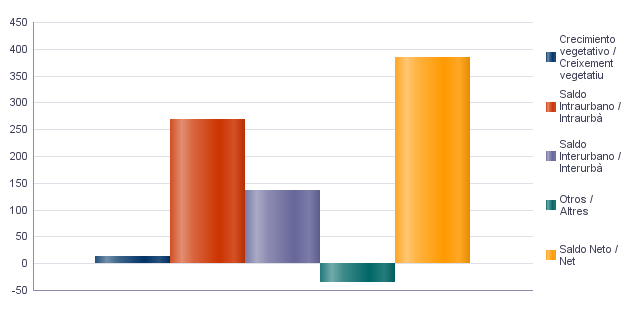 450
400
350
300
250
200
150
100
50
0
-50
Crecimiento
vegetativo /
Creixement
vegetatiu
Saldo
Intraurbano /
Intraurbà
Saldo
Interurbano /
Interurbà
Otros /
Altres
Saldo Neto /
Net